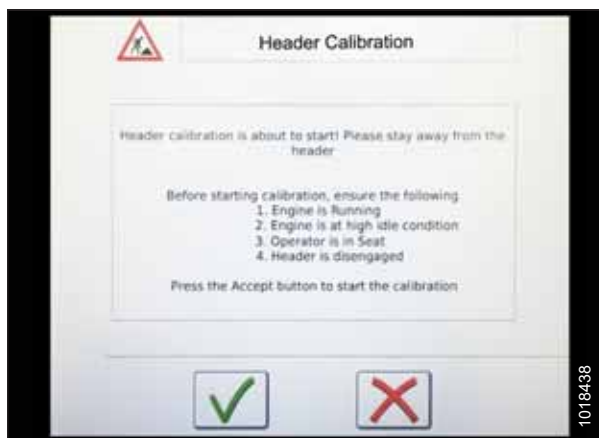 Header Calibration
Header calibration is about to start! Please stay away from the
header
Before starting calibration, ensure the following
1. Engine is Running
2. Engine is at high idle condition
3. Operator is in Seat
4. Header is disengaged
Press the Accept button to start the calibration
1018438